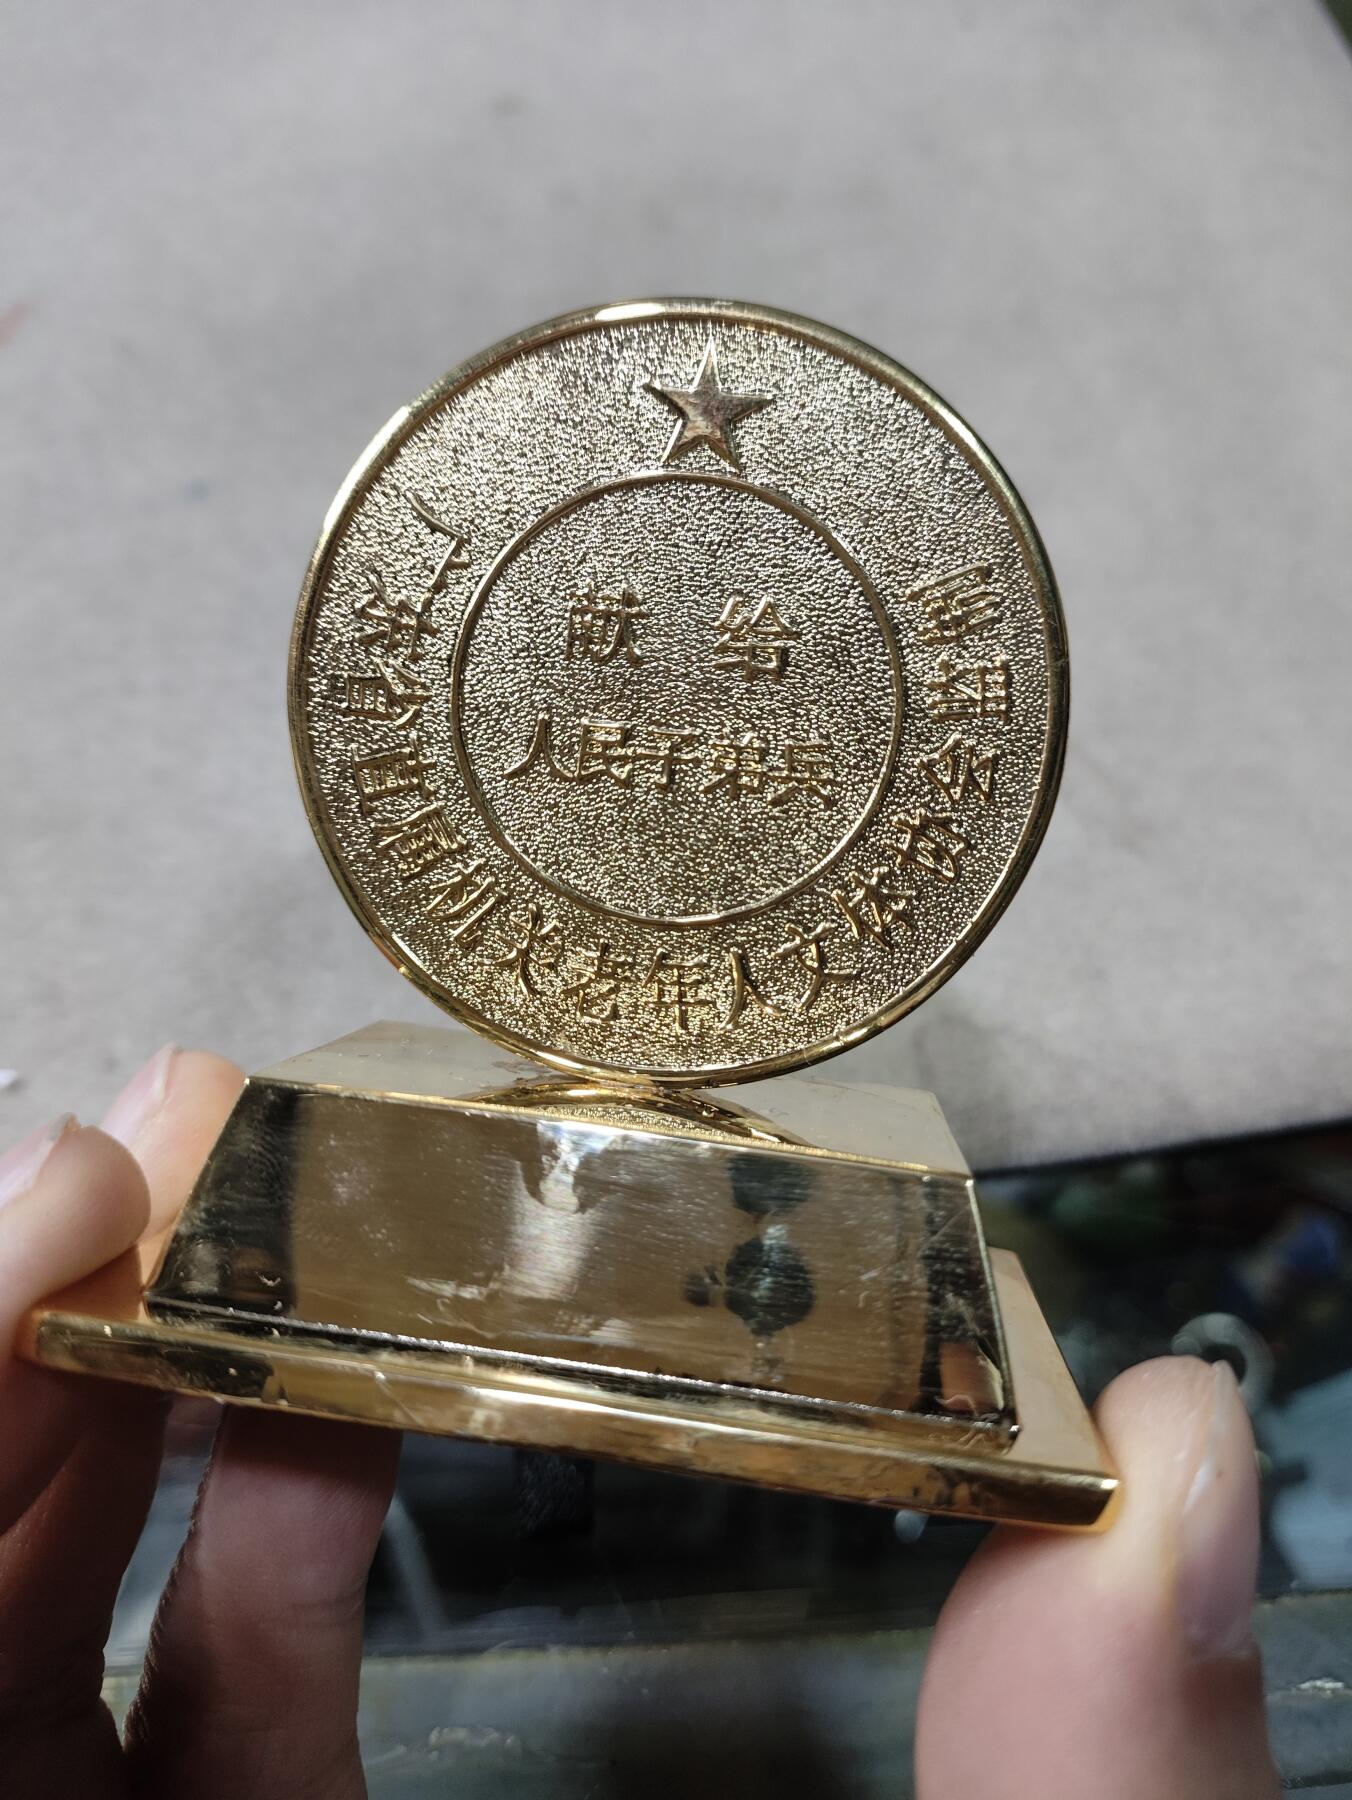 献给
人民子弟兵
广东省直属机关老年人文体协会